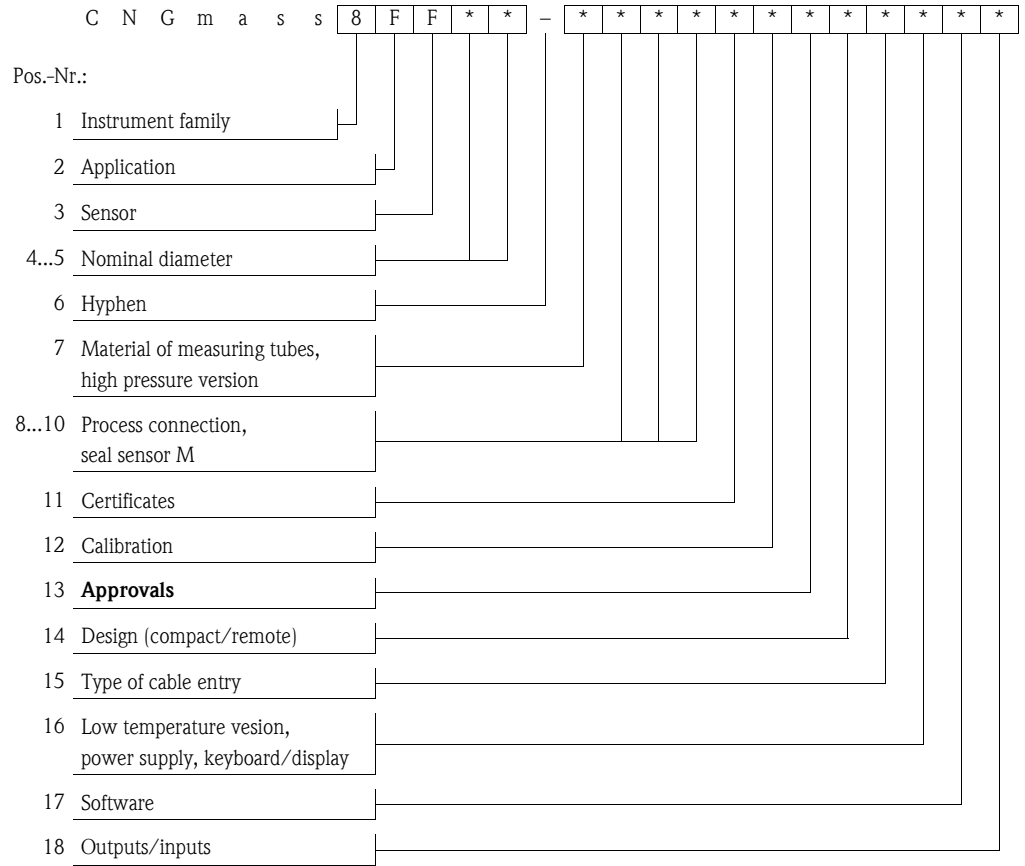 C N G m a s s 8 F F * * – * * * * * * * * * * * *
Pos.-Nr.:
1 Instrument family
2 Application
3 Sensor
4...5 Nominal diameter
6 Hyphen
7 Material of measuring tubes,
high pressure version
8...10 Process connection,
seal sensor M
11 Certificates
12 Calibration
13 Approvals
14 Design (compact/remote)
15 Type of cable entry
16 Low temperature vesion,
power supply, keyboard/display
17 Software
18 Outputs/inputs